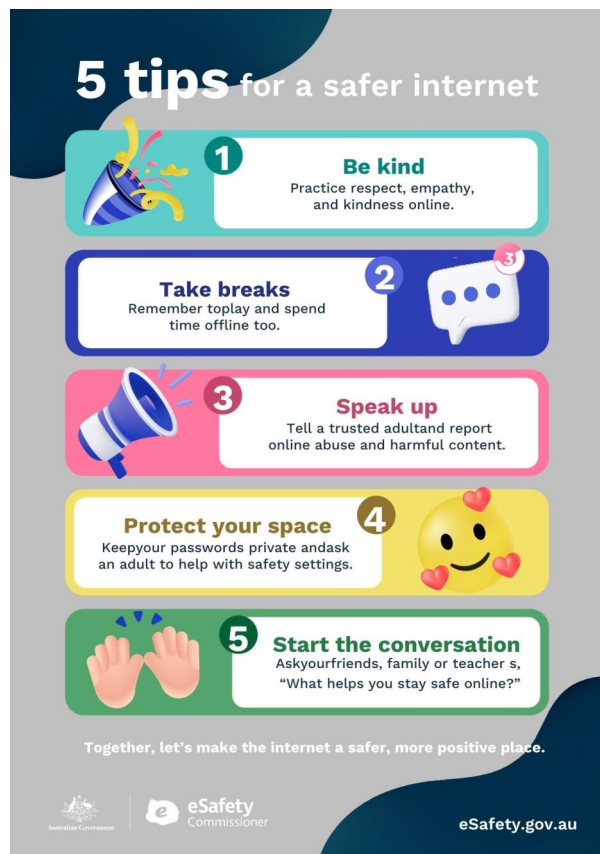 5 tips for a safer internet
1
Be kind
Practice respect, empathy,
and kindness online.
2
3
Take breaks
Remember toplay and spend
time offline too.
3
Speak up
Tell a trusted adultand report
online abuse and harmful content.
4
Protect your space
Keepyour passwords private andask
an adult to help with safety settings.
5
Start the conversation
Askyourfriends, family or teacher s,
“What helps you stay safe online?”
Together, let’s make the internet a safer, more positive place.
Australian Government
e
eSafety
Commissioner
eSafety.gov.au